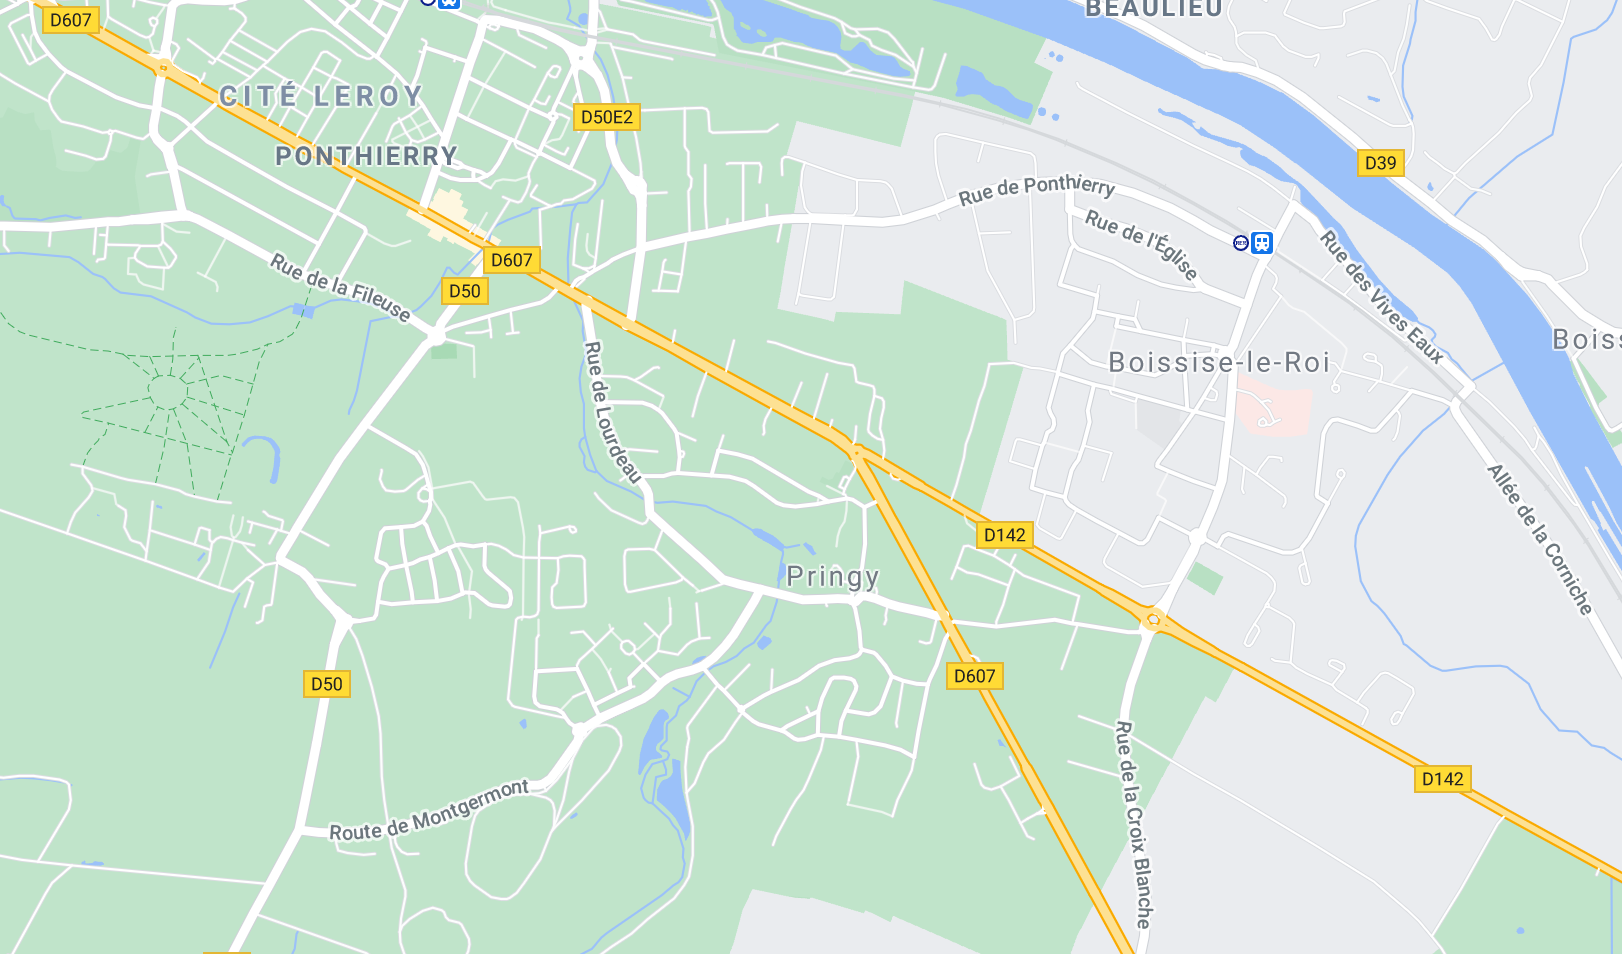 BEAULIEU
D607
CITÉ LEROY
D50E2
PONTHIERRY
D39
Rue de Ponthierry
Rue de l'Église
RER
D607
Rue de la Fileuse
D50
Rue des Vives Eaux
Boiss
Boissise-le-Roi
Rue de Lourdeau
D142
Allée de la Corniche
Pringy
D607
D50
Rue de la Croix Blanche
D142
Route de Montgermont